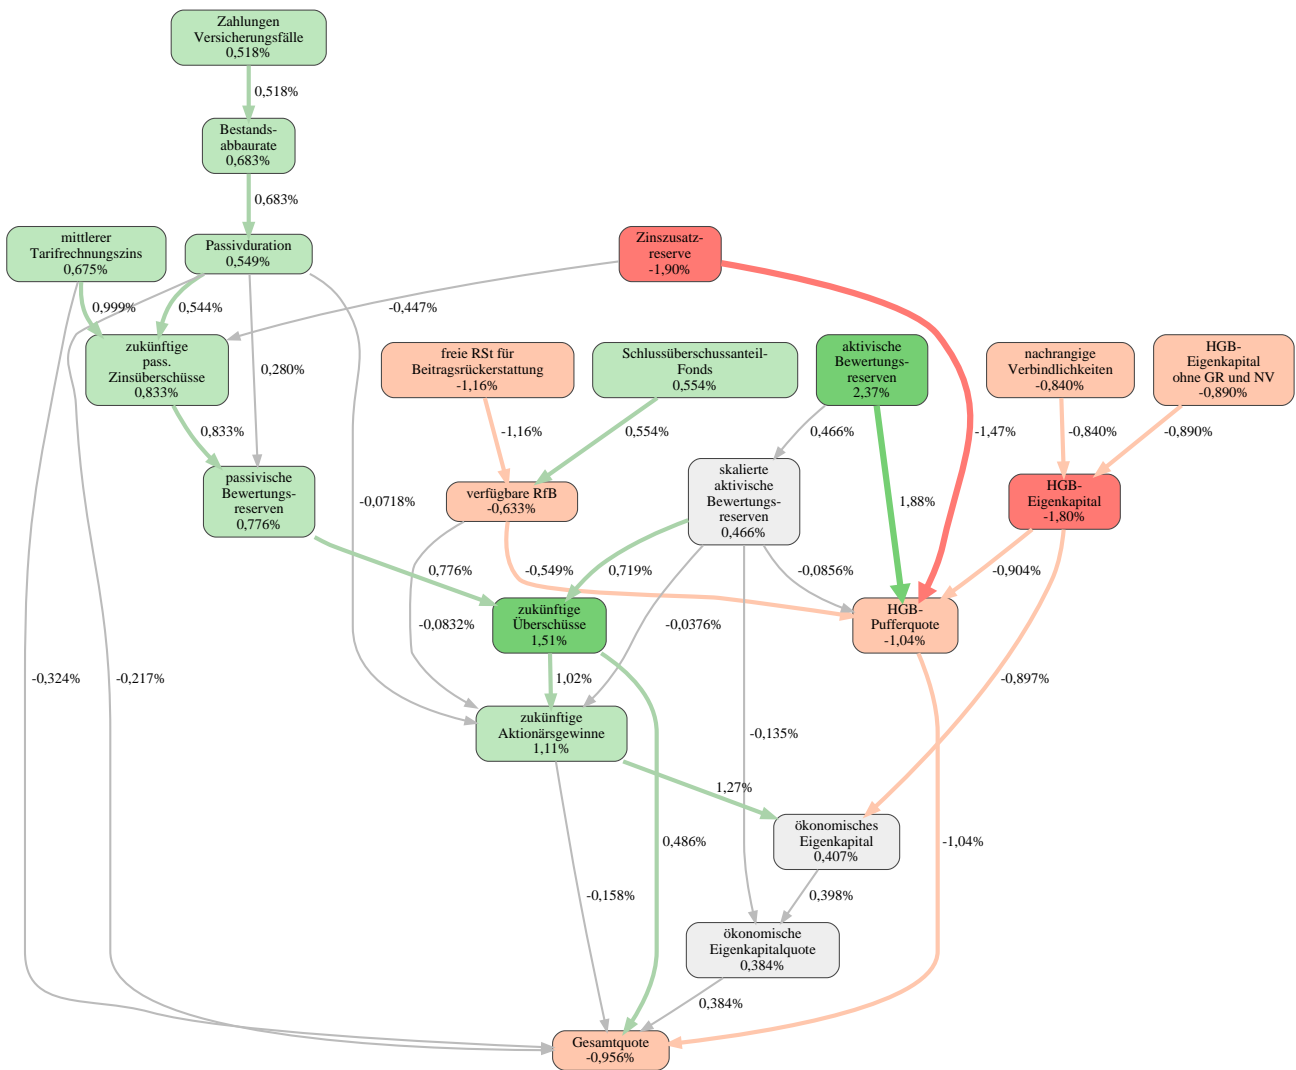 Zahlungen
Versicherungsfälle
0,518%
0,518%
Bestands-
abbaurate
0,683%
0,683%
mittlerer
Tarifrechnungszins
0,675%
Passivduration
0,549%
Zinszusatz-
reserve
-1,90%
0,999%
0,544%
-0,447%
zukünftige
pass.
Zinsüberschüsse
0,833%
0,280%
freie RSt für
Beitragsrückerstattung
-1,16%
Schlussüberschussanteil-
Fonds
0,554%
aktivische
Bewertungs-
reserven
2,37%
nachrangige
Verbindlichkeiten
-0,840%
HGB-
Eigenkapital
ohne GR und NV
-0,890%
0,833%
-1,16%
0,554%
0,466%
-1,47%
-0,840%
-0,890%
passivische
Bewertungs-
reserven
0,776%
-0,0718%
verfügbare RfB
-0,633%
skalierte
aktivische
Bewertungs-
reserven
0,466%
1,88%
HGB-
Eigenkapital
-1,80%
0,776%
-0,549%
0,719%
-0,0856%
-0,904%
-0,0832%
zukünftige
Überschüsse
1,51%
-0,0376%
HGB-
Pufferquote
-1,04%
-0,324%
-0,217%
1,02%
-0,897%
zukünftige
Aktionärsgewinne
1,11%
-0,135%
1,27%
0,486%
ökonomisches
Eigenkapital
0,407%
-1,04%
-0,158%
0,398%
ökonomische
Eigenkapitalquote
0,384%
0,384%
Gesamtquote
-0,956%